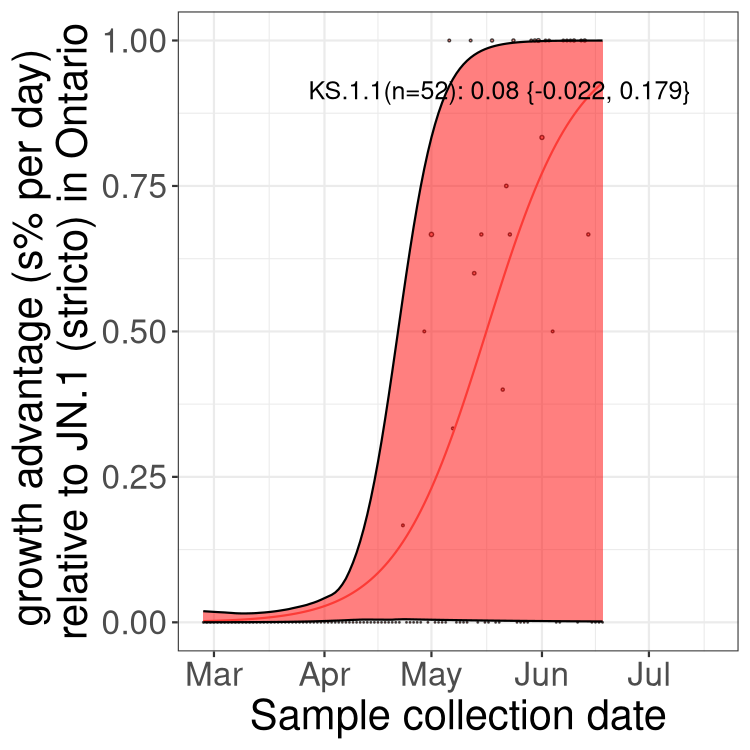 growth advantage (s% per day)
relative to JN.1 (stricto) in Ontario
1.00
0.75
0.50
0.25
0.00
KS.1.1(n=52): 0.08 {-0.022, 0.179}
Mar Apr May Jun Jul
Sample collection date